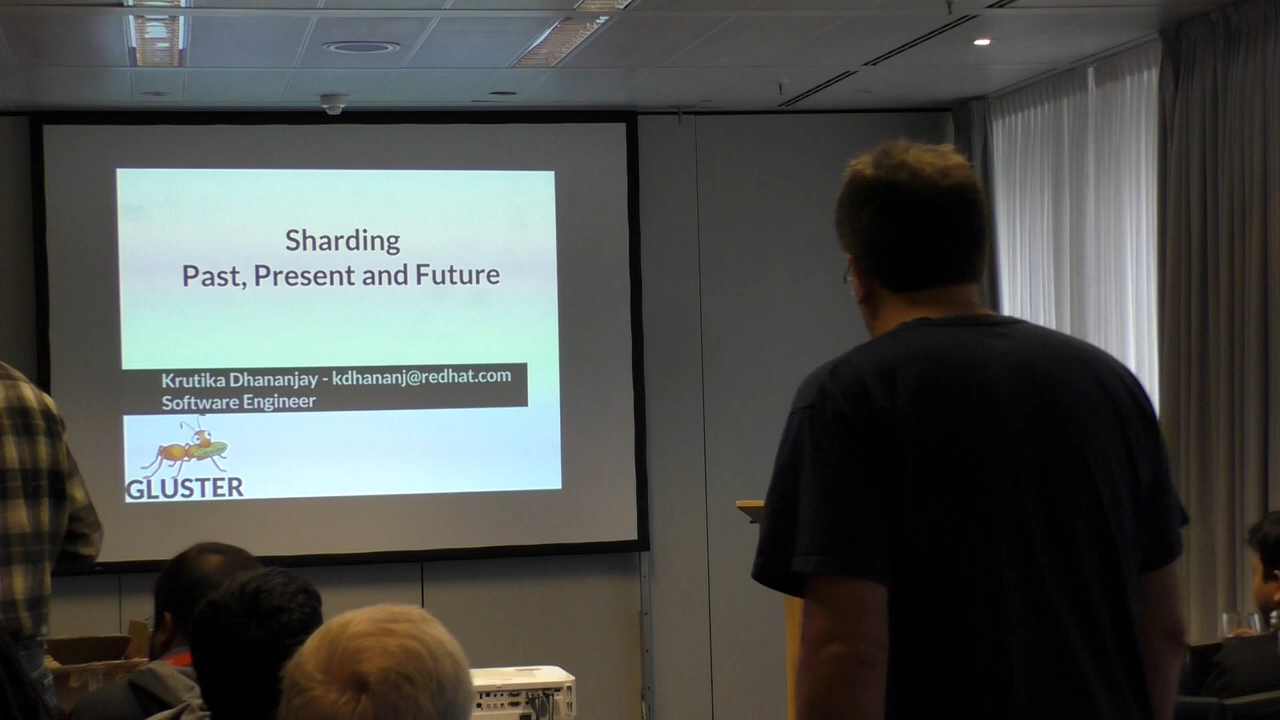 Sharding
Past, Present and Future
Krutika Dhananjay - kdhananj@redhat.com
Software Engineer
GLUSTER